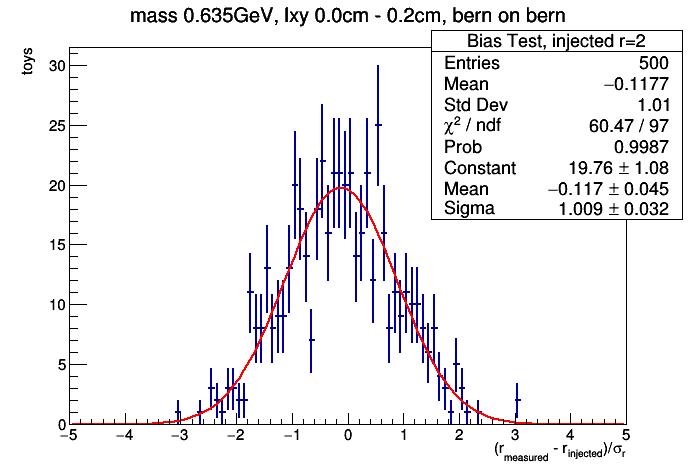 mass 0.635GeV, lxy 0.0cm - 0.2cm, bern on bern
toys
Bias Test, injected r=2
Entries 500
Mean −0.1177
Std Dev 1.01
χ² / ndf 60.47 / 97
Prob 0.9987
Constant 19.76 ± 1.08
Mean −0.117 ± 0.045
Sigma 1.009 ± 0.032
30
25
20
15
10
5
0
−5 −4 −3 −2 −1 0 1 2 3 4 5
(r_measured - r_injected)/σ_r